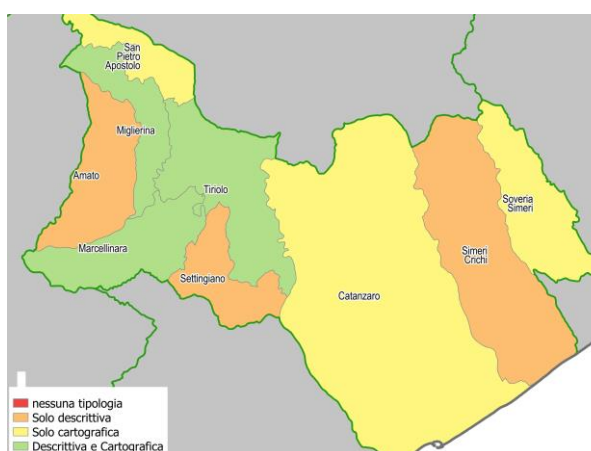 San
Pietro
Apostolo
Miglierina
Amato
Tiriolo
Marcellinara
Settingiano
Catanzaro
Simeri
Crichi
Soveria
Simeri
nessuna tipologia
Solo descrittiva
Solo cartografica
Descrittiva e Cartografica